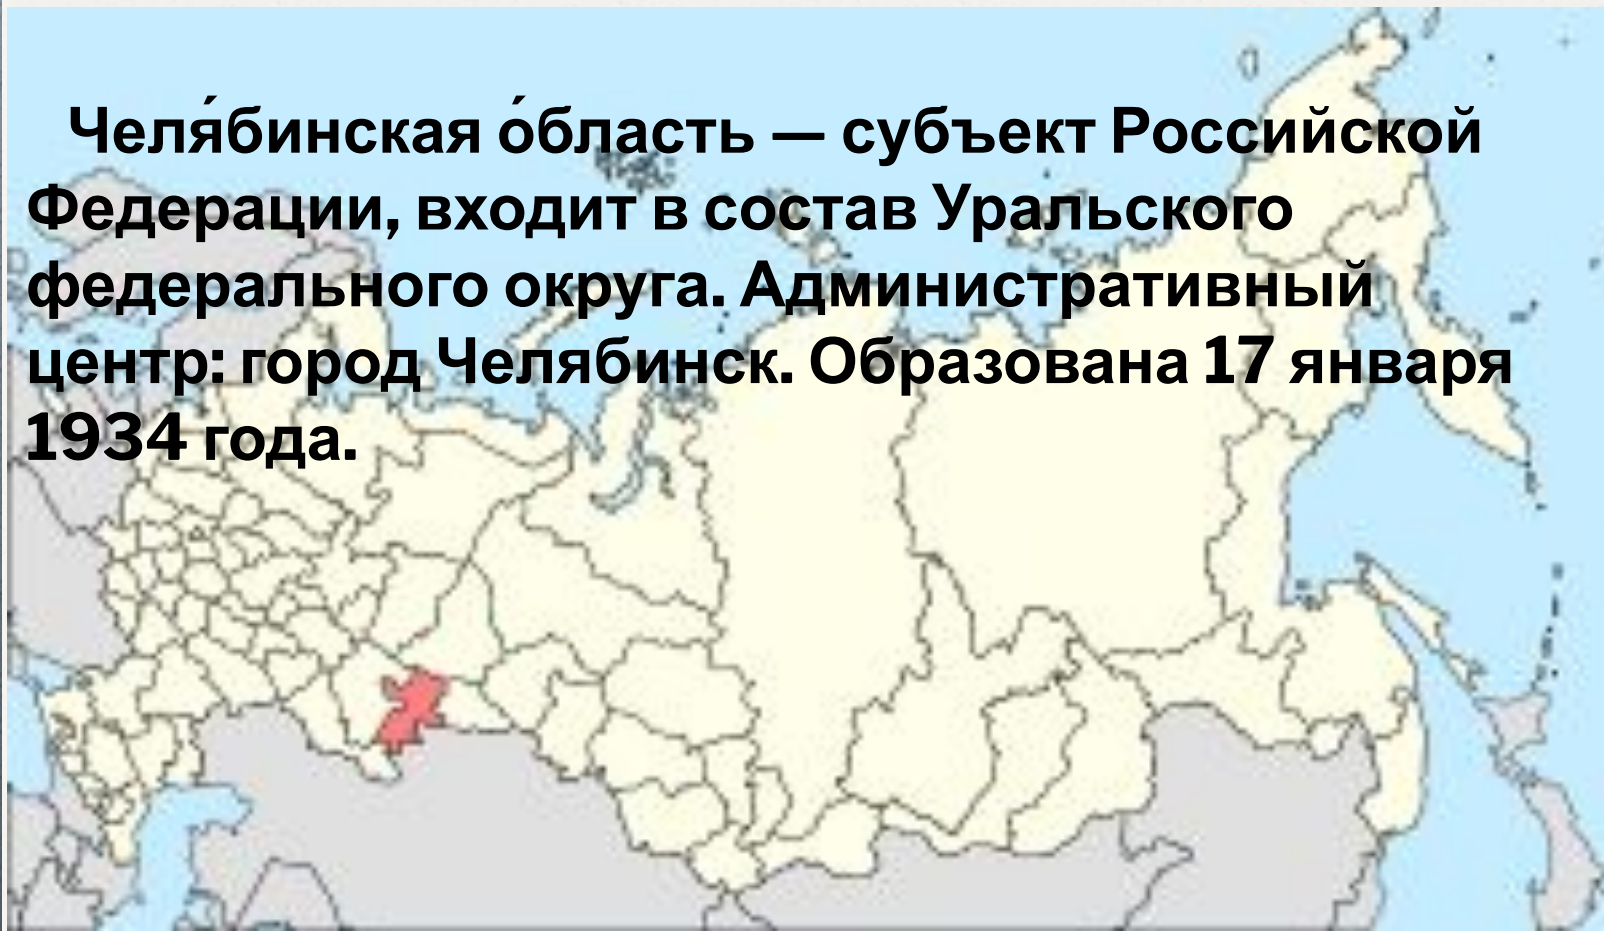 Челя́бинская о́бласть — субъект Российской
Федерации, входит в состав Уральского
федерального округа. Административный
центр: город Челябинск. Образована 17 января
1934 года.